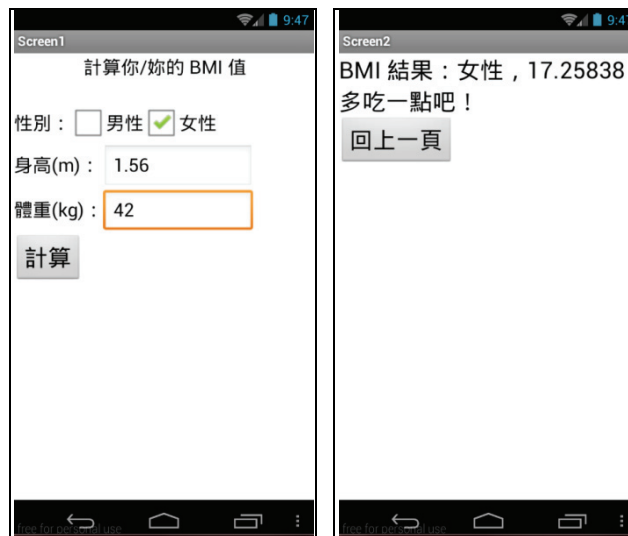 9:47
Screen1
計算你/妳的 BMI 值
性別： 男性 女性
身高(m)： 1.56
體重(kg)： 42
計算
free for personal use
9:47
Screen2
BMI 結果：女性，17.25838
多吃一點吧！
回上一頁
free for personal use